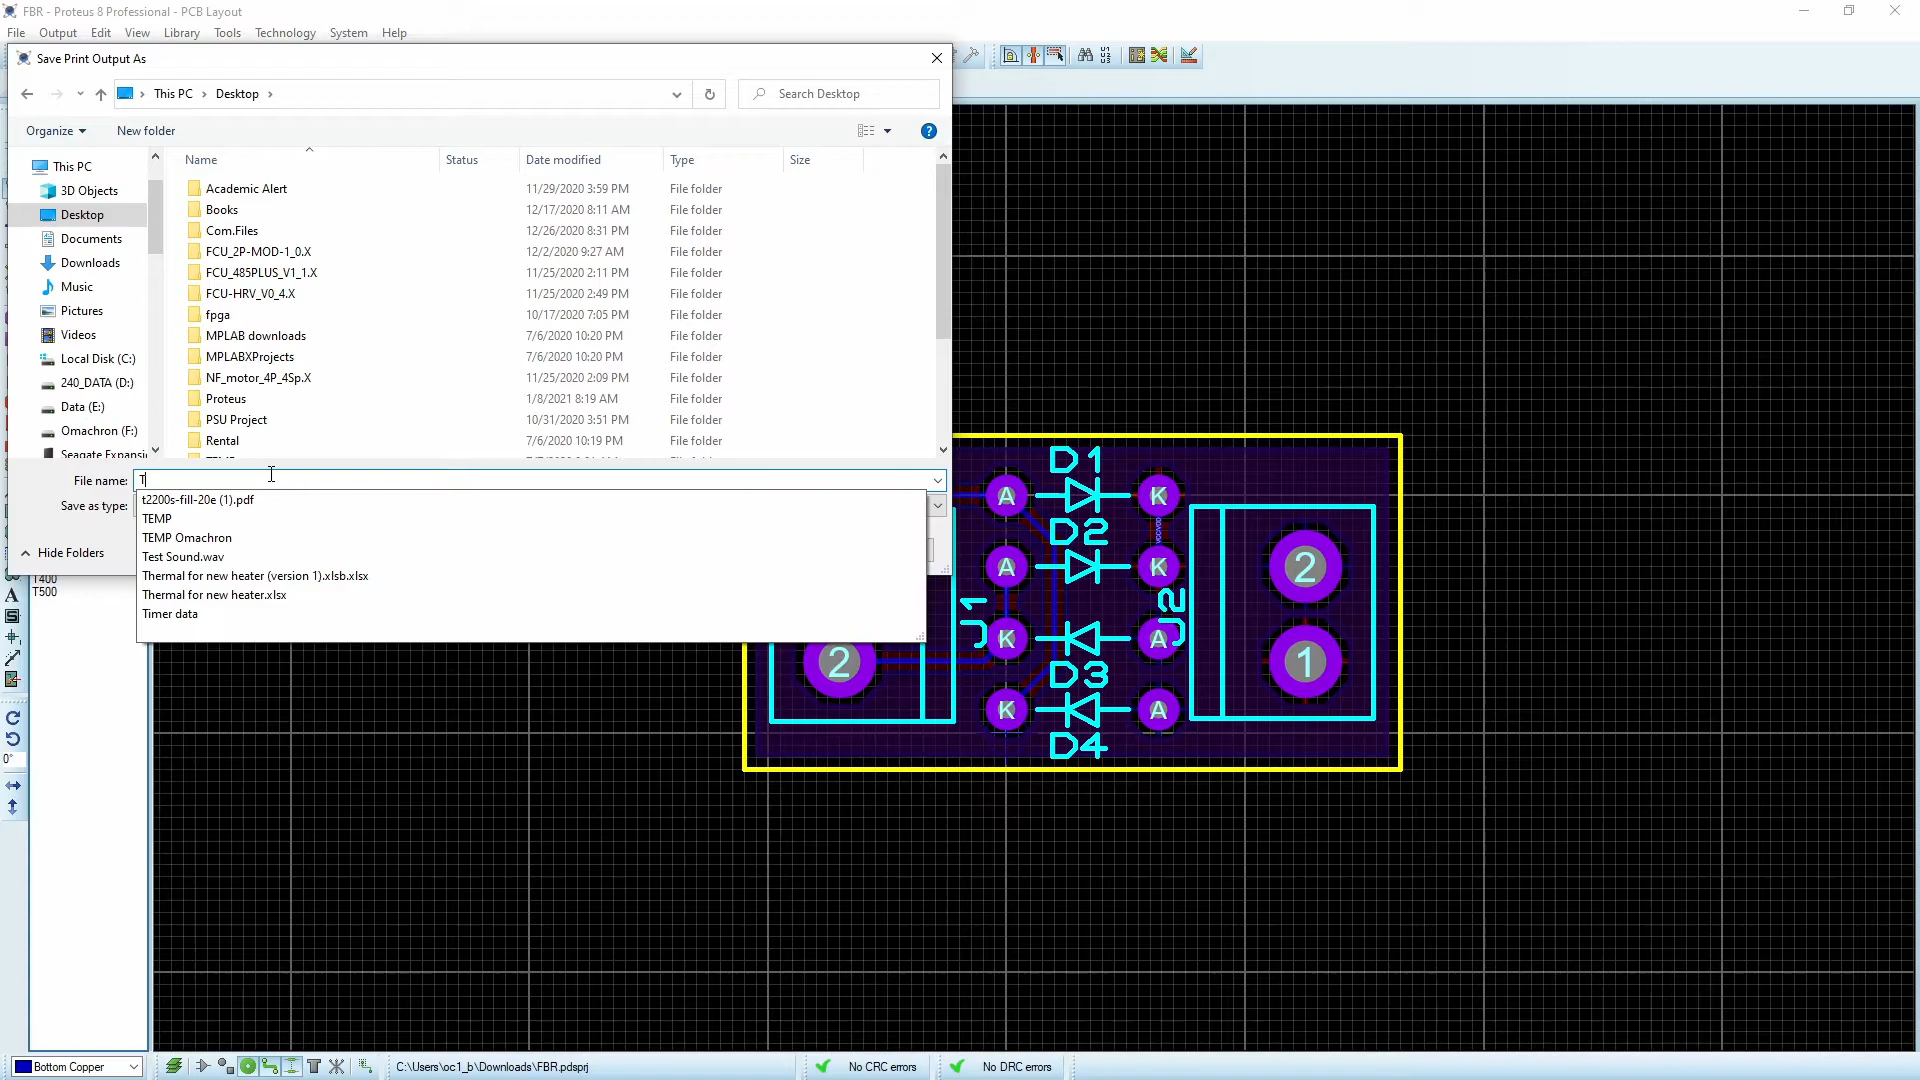 FBR - Proteus 8 Professional - PCB Layout
File Output Edit View Library Tools Technology System Help
Save Print Output As
This PC Desktop
Search Desktop
Organize New folder
Name Status Date modified Type Size
This PC
3D Objects
Desktop
Documents
Downloads
Music
Pictures
Videos
Local Disk (C:)
240_DATA (D:)
Data (E:)
Omachron (F:)
Seagate Expansi
Academic Alert 11/29/2020 3:59 PM File folder
Books 12/17/2020 8:11 AM File folder
Com.Files 12/26/2020 8:31 PM File folder
FCU_2P-MOD-1_0.X 12/2/2020 9:27 AM File folder
FCU_485PLUS_V1_1.X 11/25/2020 2:11 PM File folder
FCU-HRV_V0_4.X 11/25/2020 2:49 PM File folder
fpga 10/17/2020 7:05 PM File folder
MPLAB downloads 7/6/2020 10:20 PM File folder
MPLABXProjects 7/6/2020 10:20 PM File folder
NF_motor_4P_4Sp.X 11/25/2020 2:09 PM File folder
Proteus 1/8/2021 8:19 AM File folder
PSU Project 10/31/2020 3:51 PM File folder
Rental 7/6/2020 10:19 PM File folder
File name: T
Save as type:
t2200s-fill-20e (1).pdf
TEMP
TEMP Omachron
Test Sound.wav
Thermal for new heater (version 1).xlsb.xlsx
Thermal for new heater.xlsx
Timer data
Hide Folders
T400
T500
D1
A K
D2
A K
J1 J2
K A
D3
K A
D4
2
2
1
VCC/VDD
0°
Bottom Copper
C:\Users\oc1_b\Downloads\FBR.pdsprj
No CRC errors
No DRC errors